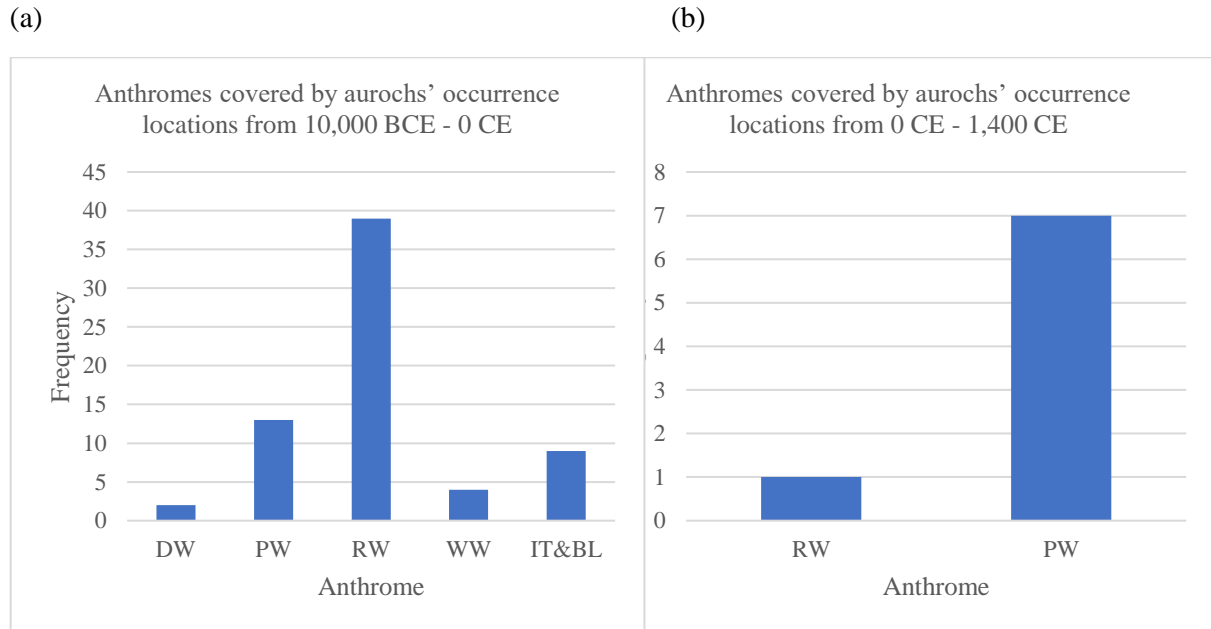 (a)
(b)
Anthromes covered by aurochs’ occurrence
locations from 10,000 BCE - 0 CE
45
40
35
30
25
20
15
10
5
0
Frequency
DW PW RW WW IT&BL
Anthrome
Anthromes covered by aurochs’ occurrence
locations from 0 CE - 1,400 CE
8
7
6
5
4
3
2
1
0
RW PW
Anthrome